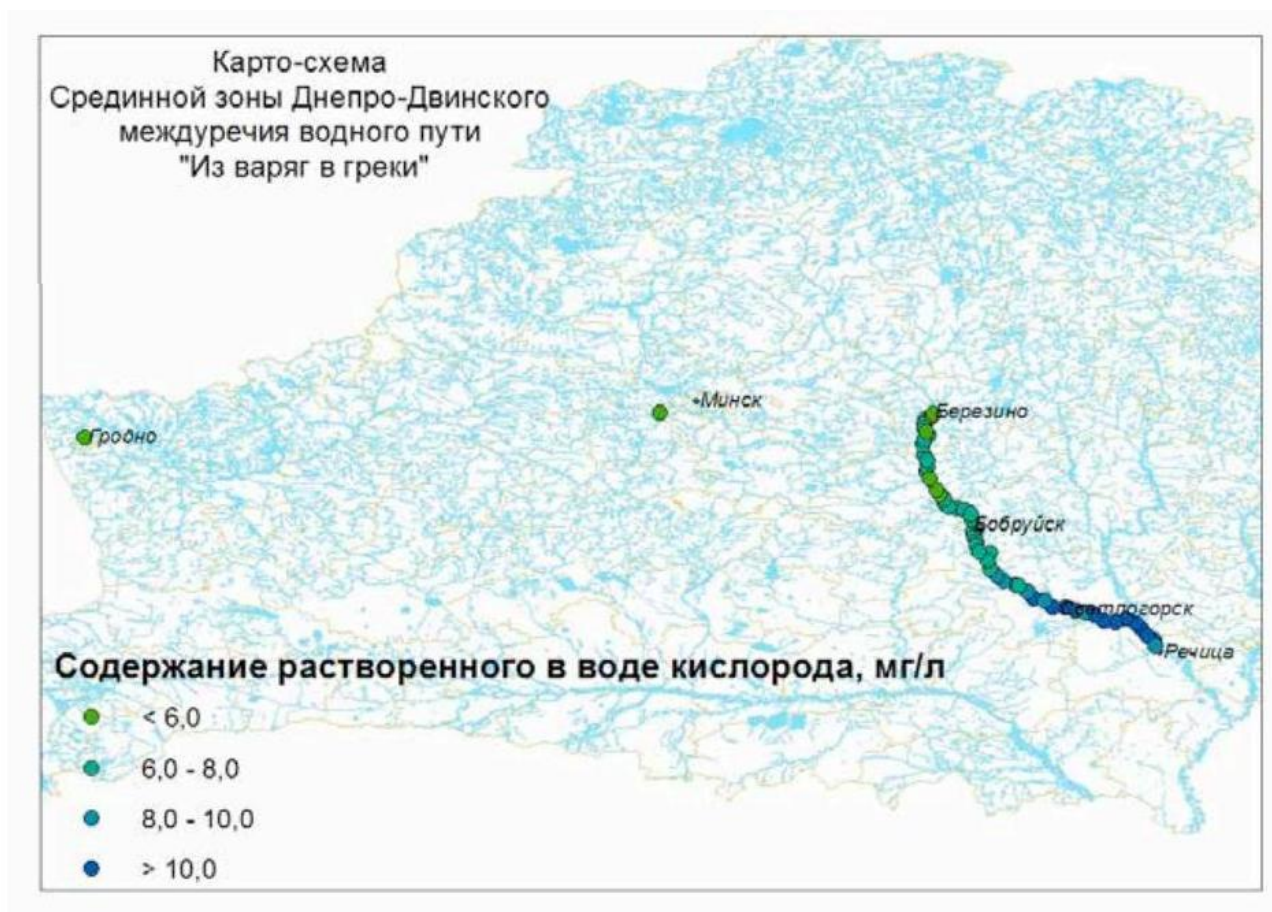 Карто-схема
Срединной зоны Днепро-Двинского
междуречия водного пути
"Из варяг в греки"
Минск
Березино
Гродно
Бобруйск
Светлогорск
Речица
Содержание растворенного в воде кислорода, мг/л
< 6,0
6,0 - 8,0
8,0 - 10,0
> 10,0